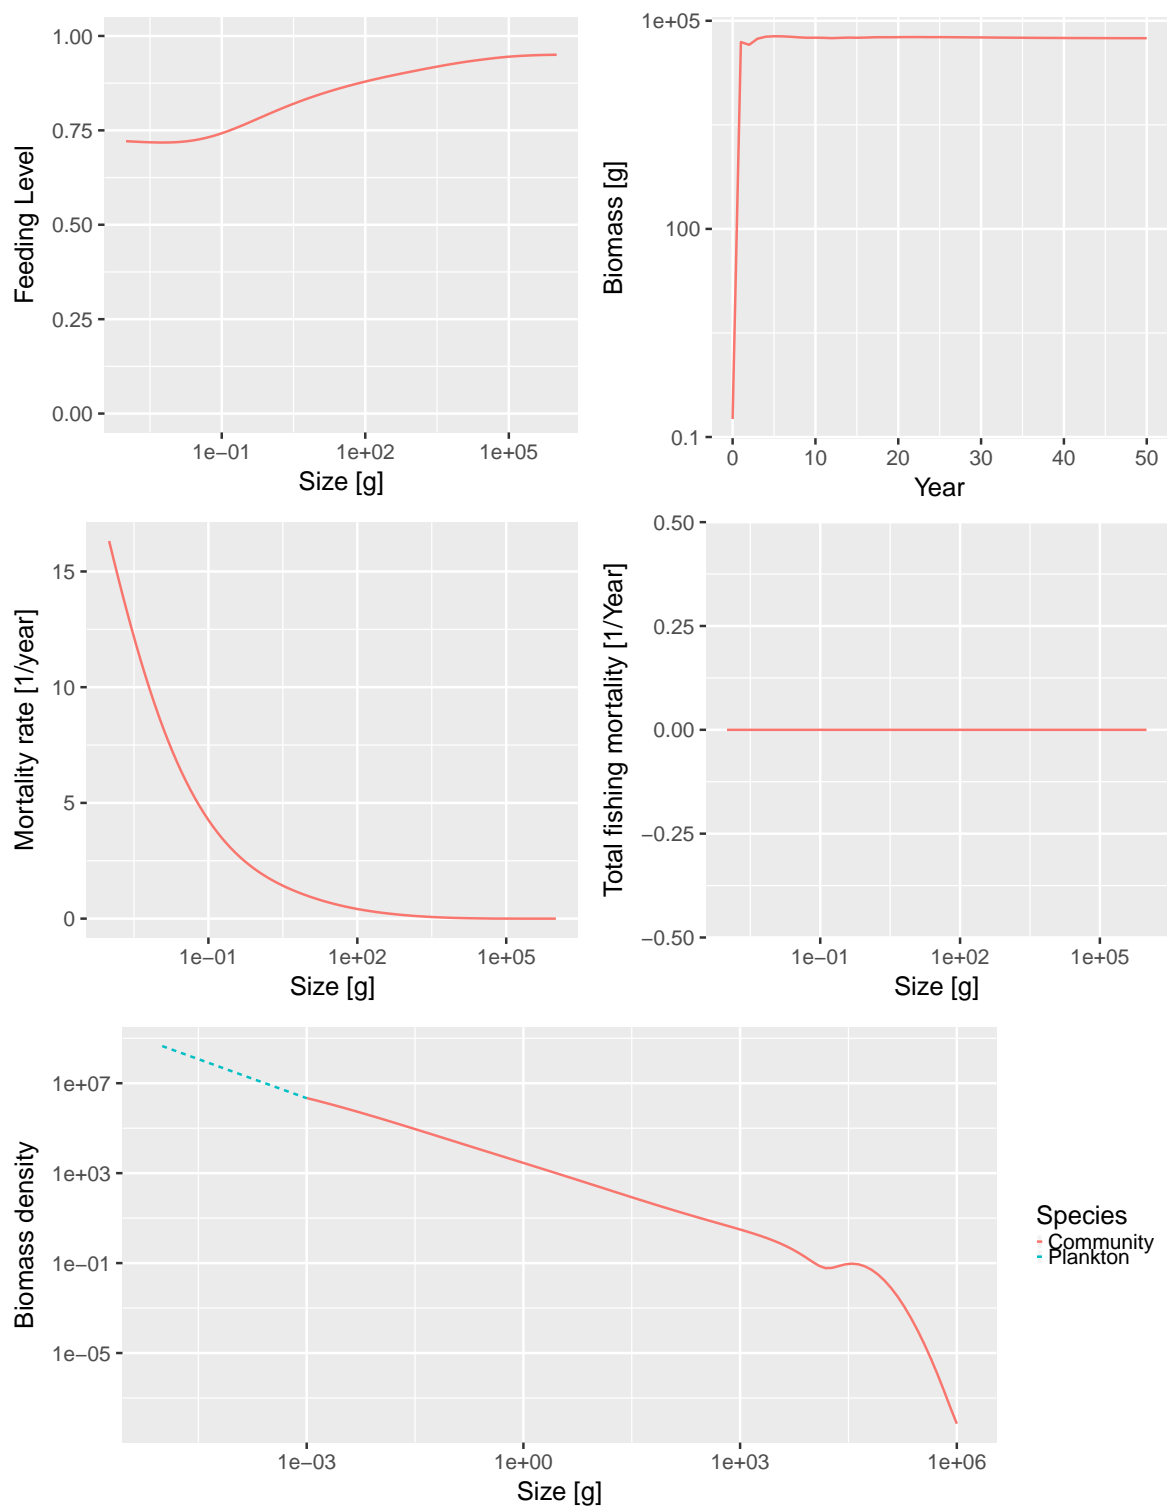 1.00
0.75
0.50
0.25
0.00
Feeding Level
1e−01 1e+02 1e+05
Size [g]
1e+05
100
0.1
Biomass [g]
0 10 20 30 40 50
Year
15
10
5
0
Mortality rate [1/year]
1e−01 1e+02 1e+05
Size [g]
0.50
0.25
0.00
−0.25
−0.50
Total fishing mortality [1/Year]
1e−01 1e+02 1e+05
Size [g]
1e+07
1e+03
1e−01
1e−05
Biomass density
1e−03 1e+00 1e+03 1e+06
Size [g]
Species
Community
Plankton